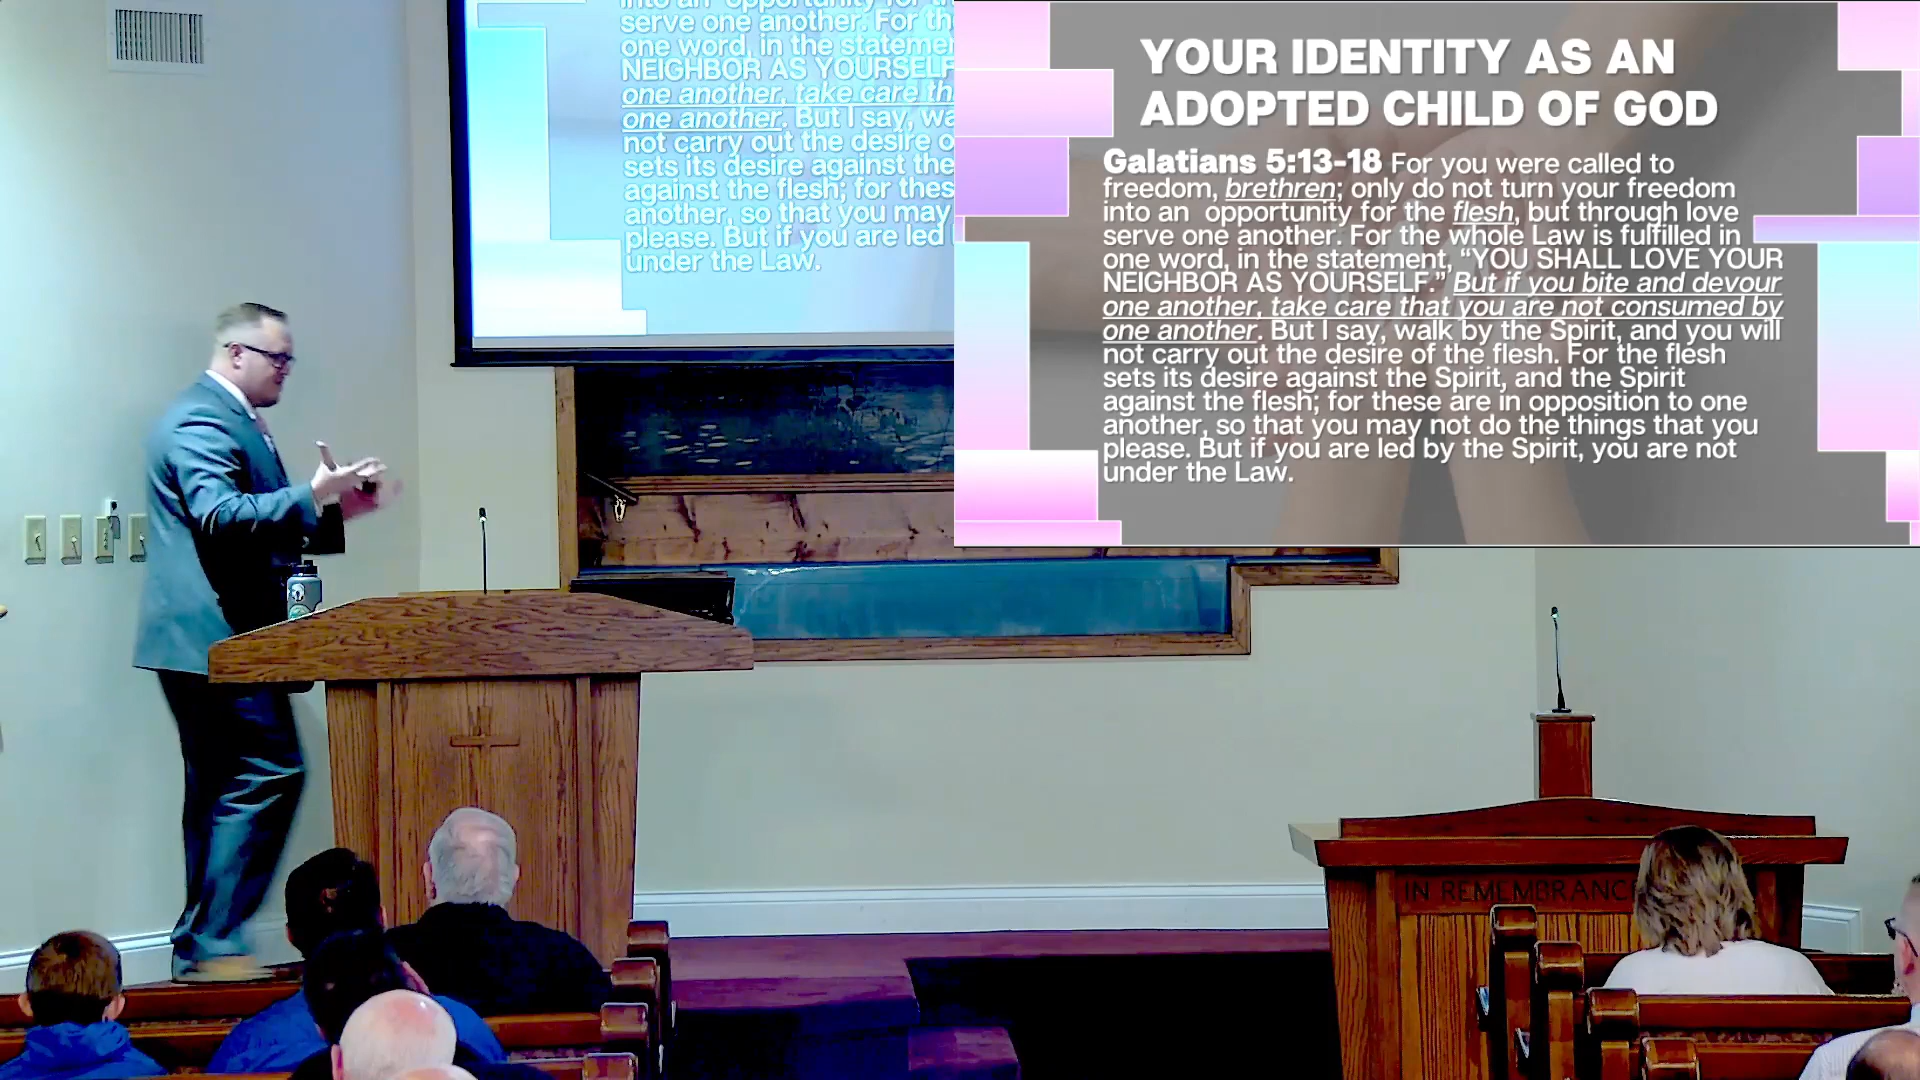 into an opportunity for th
serve one another. For th
one word, in the statemen
NEIGHBOR AS YOURSELF
one another, take care th
one another. But I say, wa
not carry out the desire o
sets its desire against the
against the flesh; for thes
another, so that you may
please. But if you are led
under the Law.
YOUR IDENTITY AS AN
ADOPTED CHILD OF GOD
Galatians 5:13-18 For you were called to
freedom, brethren; only do not turn your freedom
into an  opportunity for the flesh, but through love
serve one another. For the whole Law is fulfilled in
one word, in the statement, “YOU SHALL LOVE YOUR
NEIGHBOR AS YOURSELF.” But if you bite and devour
one another, take care that you are not consumed by
one another. But I say, walk by the Spirit, and you will
not carry out the desire of the flesh. For the flesh
sets its desire against the Spirit, and the Spirit
against the flesh; for these are in opposition to one
another, so that you may not do the things that you
please. But if you are led by the Spirit, you are not
under the Law.
IN REMEMBRANC